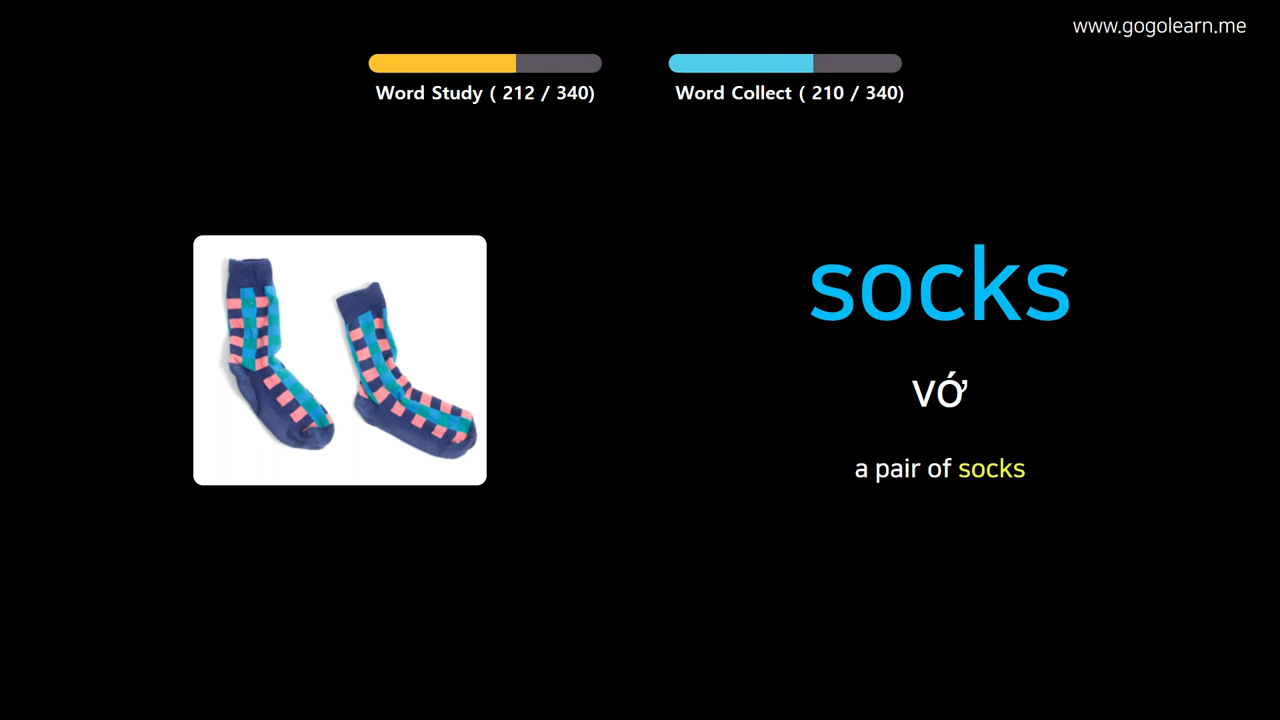 www.gogolearn.me
Word Study ( 212 / 340)
Word Collect ( 210 / 340)
socks
vớ
a pair of socks